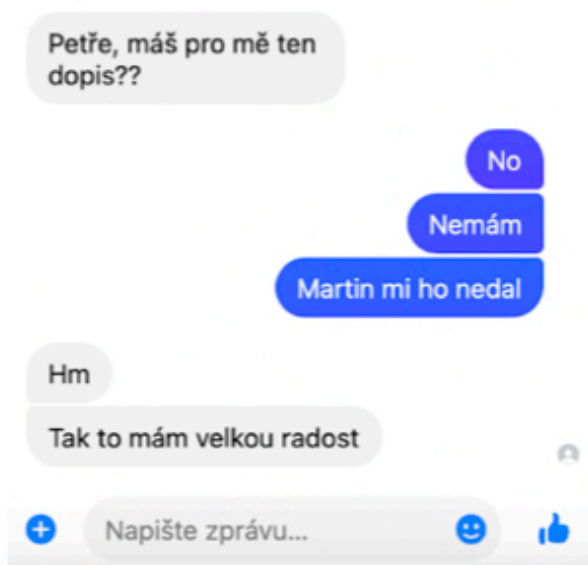 Petře, máš pro mě ten
dopis??
No
Nemám
Martin mi ho nedal
Hm
Tak to mám velkou radost
Napište zprávu...